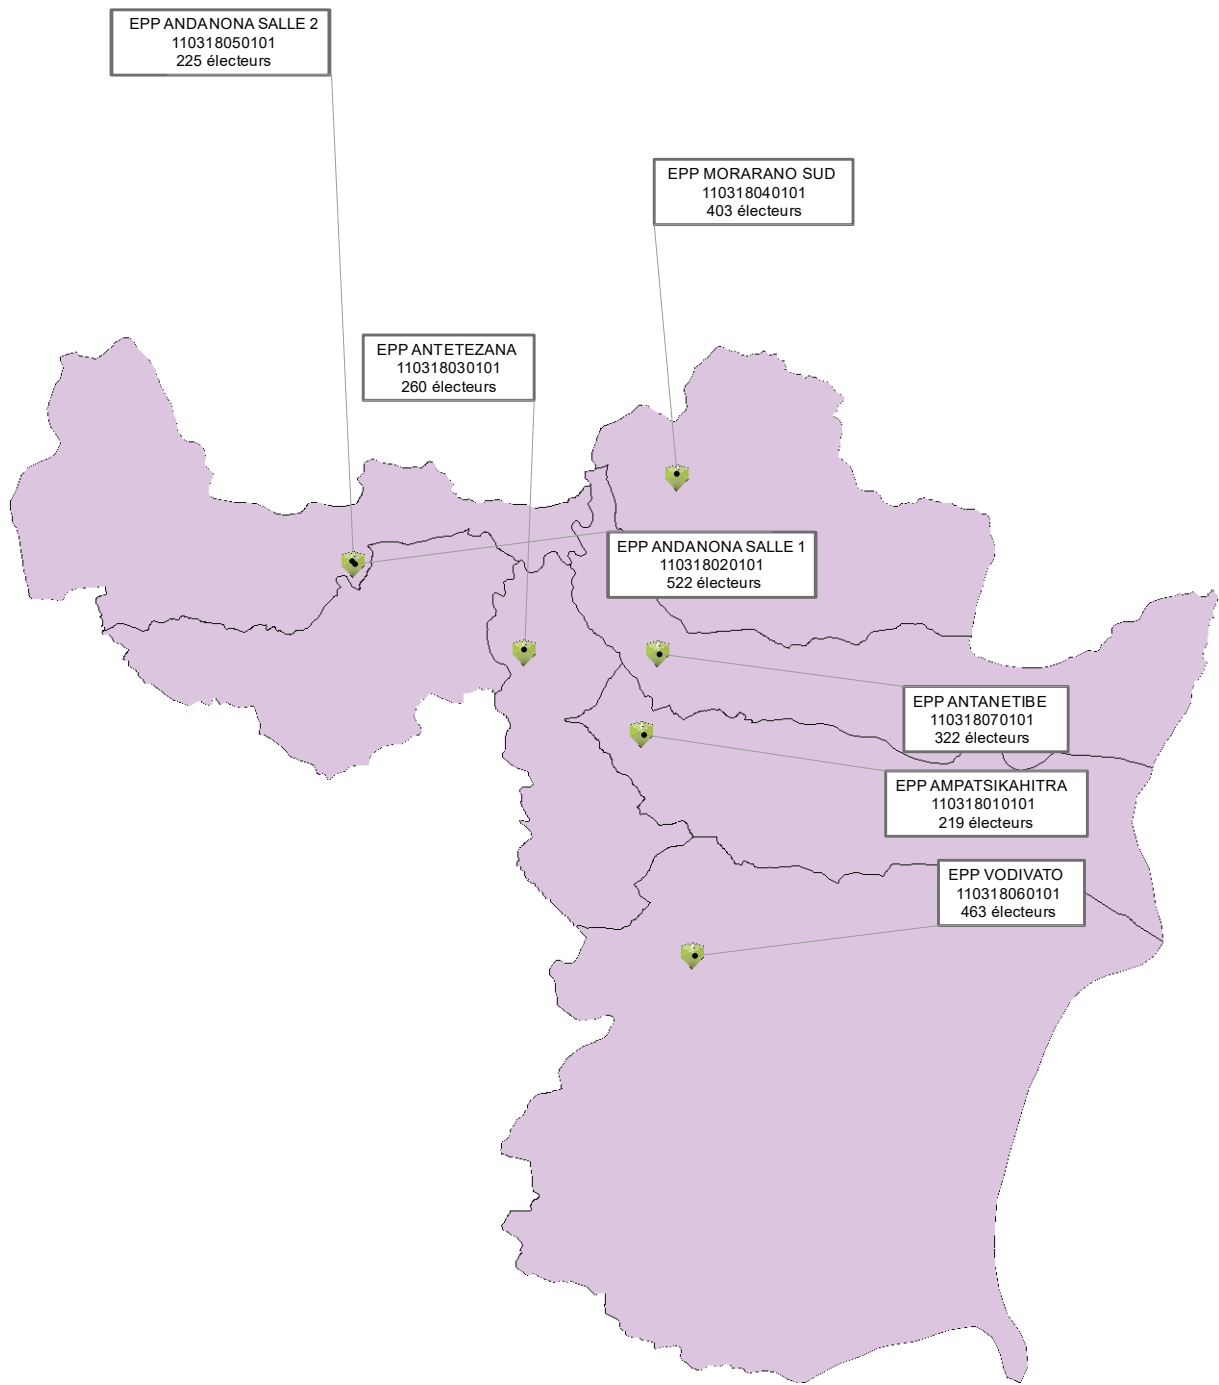 EPP ANDANONA SALLE 2
110318050101
225 électeurs
EPP MORARANO SUD
110318040101
403 électeurs
EPP ANTETEZANA
110318030101
260 électeurs
EPP ANDANONA SALLE 1
110318020101
522 électeurs
EPP ANTANETIBE
110318070101
322 électeurs
EPP AMPATSIKAHITRA
110318010101
219 électeurs
EPP VODIVATO
110318060101
463 électeurs